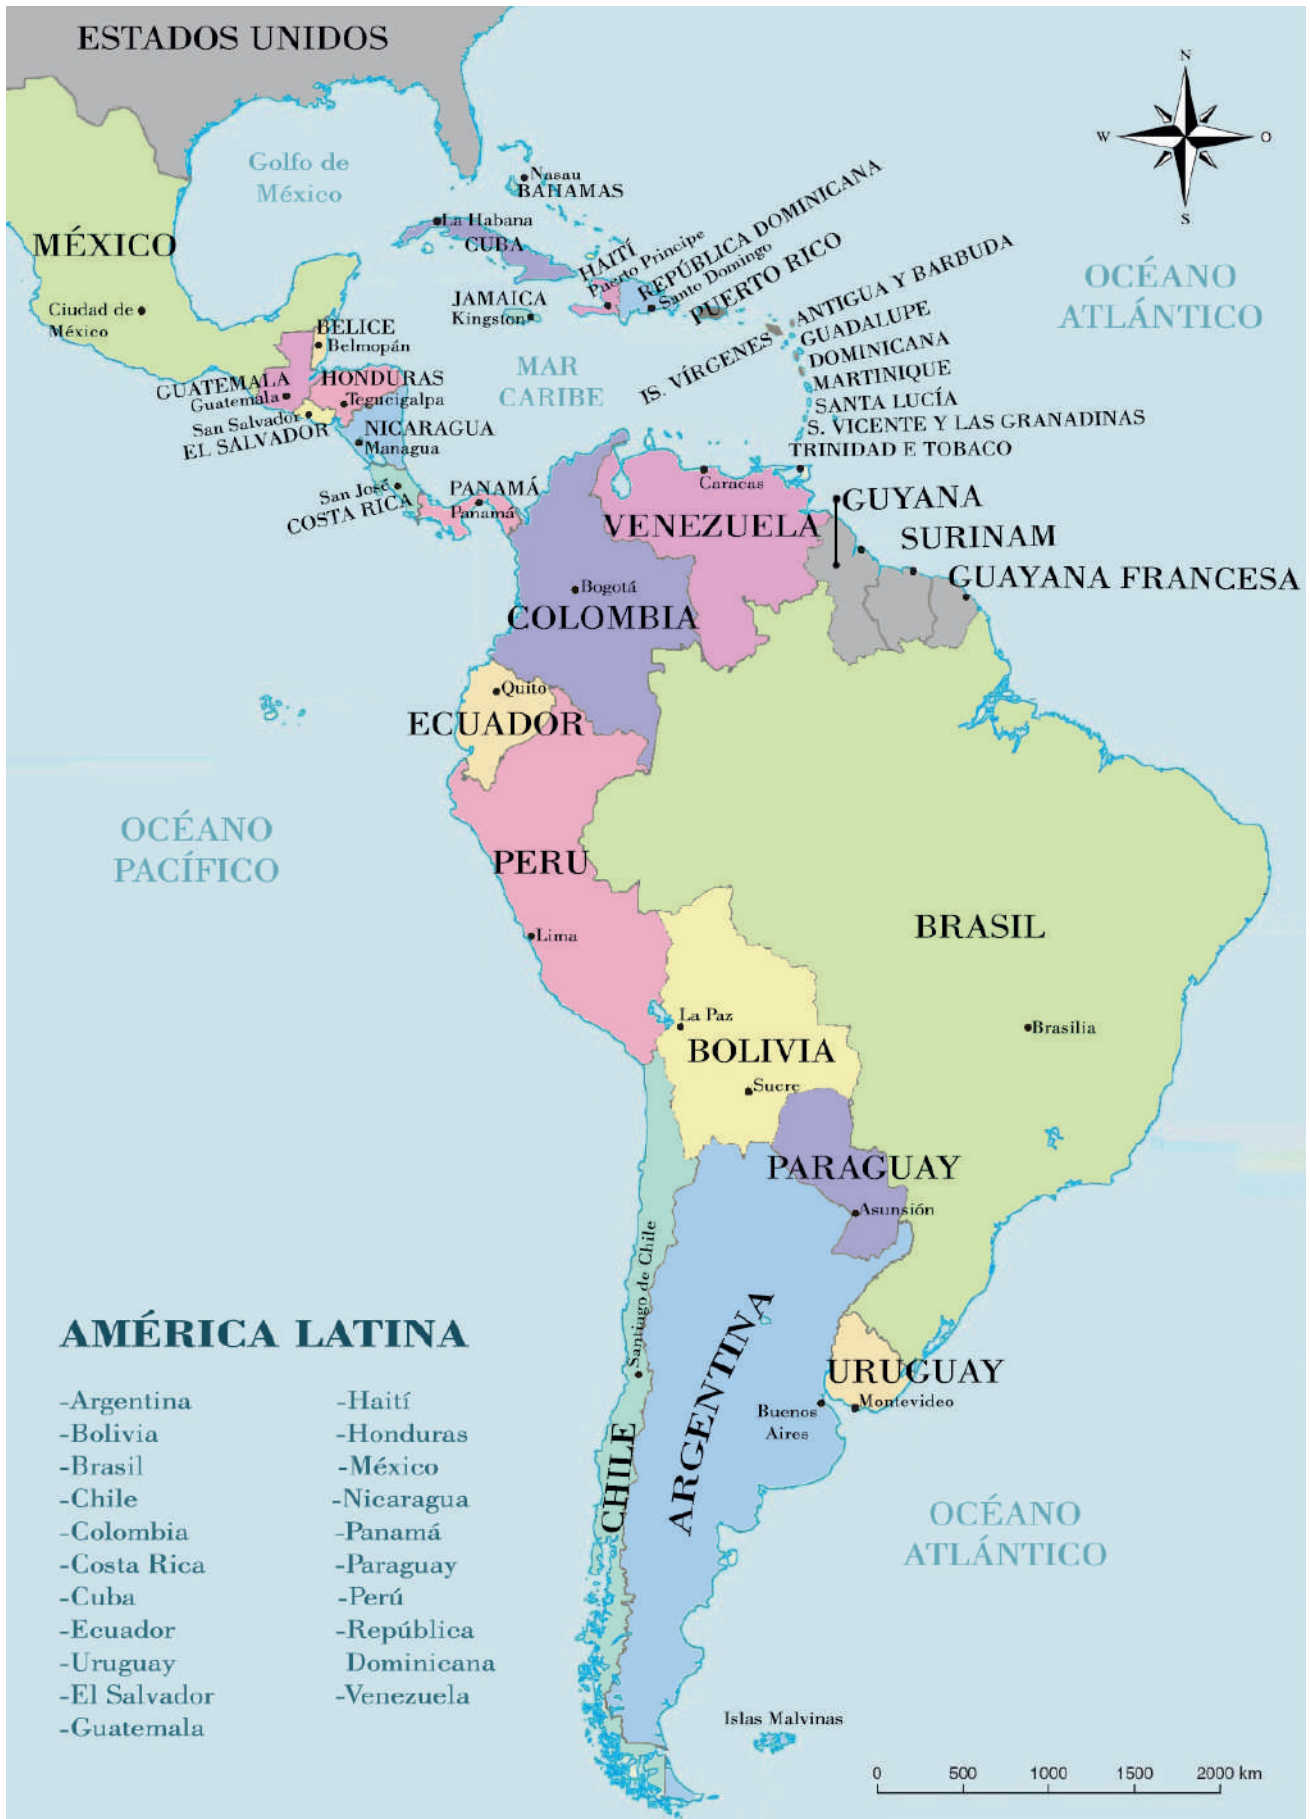 ESTADOS UNIDOS
N
W
O
S
Golfo de
México
Nasau
BAHAMAS
La Habana
CUBA
HAITÍ
Puerto Principe
REPÚBLICA DOMINICANA
Santo Domingo
PUERTO RICO
MÉXICO
Ciudad de
México
JAMAICA
Kingston
OCÉANO
ATLÁNTICO
IS. VÍRGENES
ANTIGUA Y BARBUDA
GUADALUPE
DOMINICANA
MARTINIQUE
SANTA LUCÍA
S. VICENTE Y LAS GRANADINAS
TRINIDAD E TOBACO
BELICE
Belmopán
MAR
CARIBE
GUATEMALA
Guatemala
HONDURAS
Tegucigalpa
San Salvador
EL SALVADOR
NICARAGUA
Managua
San José
COSTA RICA
PANAMÁ
Panamá
Caracas
VENEZUELA
GUYANA
SURINAM
GUAYANA FRANCESA
Bogotá
COLOMBIA
Quito
ECUADOR
OCÉANO
PACÍFICO
PERU
Lima
BRASIL
Brasilia
La Paz
BOLIVIA
Sucre
PARAGUAY
Asunsión
Santiago de Chile
CHILE
ARGENTINA
URUGUAY
Montevideo
Buenos
Aires
OCÉANO
ATLÁNTICO
Islas Malvinas
AMÉRICA LATINA
-Argentina
-Bolivia
-Brasil
-Chile
-Colombia
-Costa Rica
-Cuba
-Ecuador
-Uruguay
-El Salvador
-Guatemala
-Haití
-Honduras
-México
-Nicaragua
-Panamá
-Paraguay
-Perú
-República
Dominicana
-Venezuela
0 500 1000 1500 2000 km